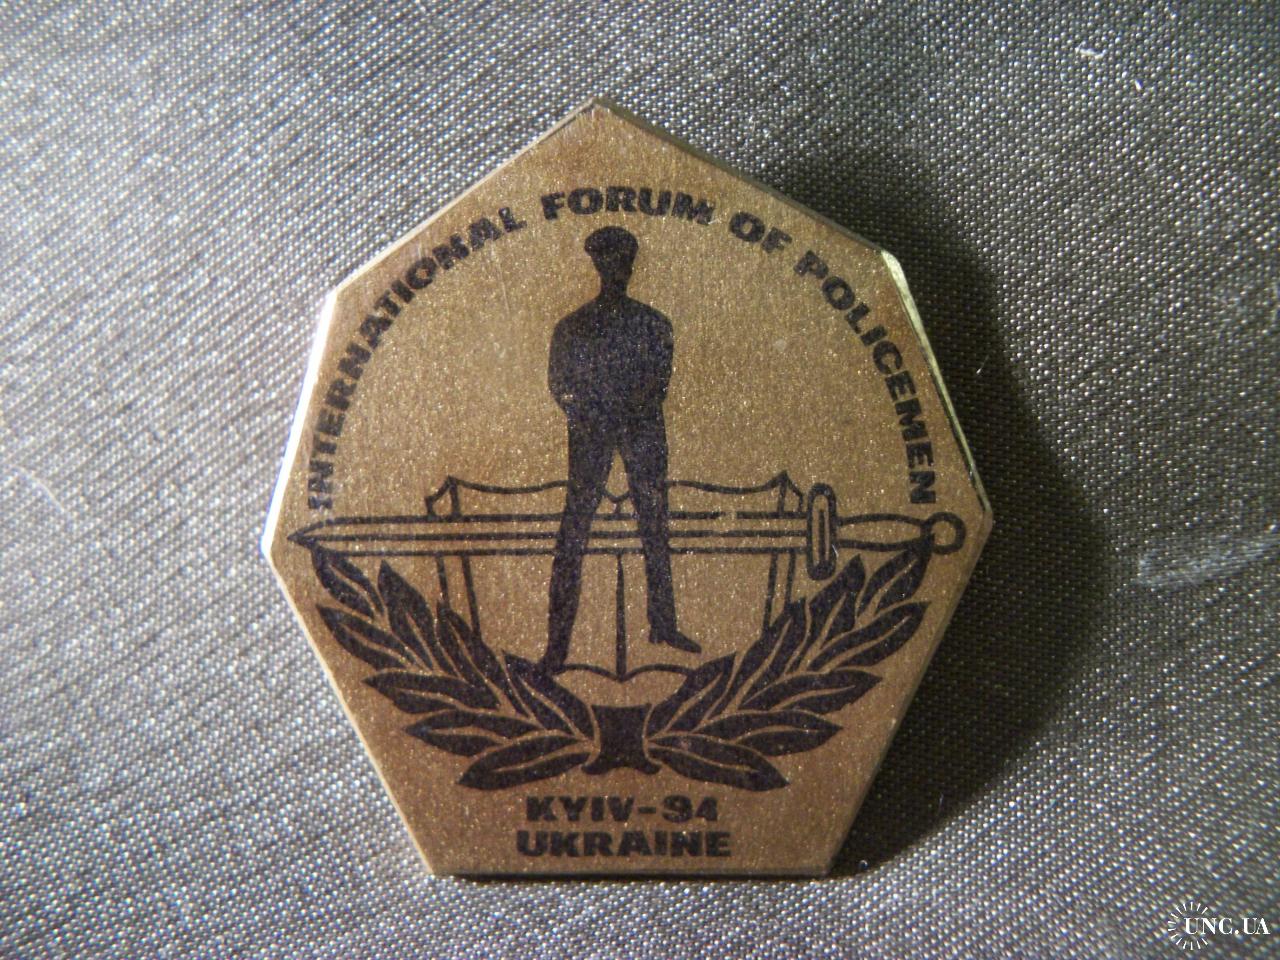 INTERNATIONAL FORUM OF POLICEMEN
KYIV-94
UKRAINE
UNC.UA